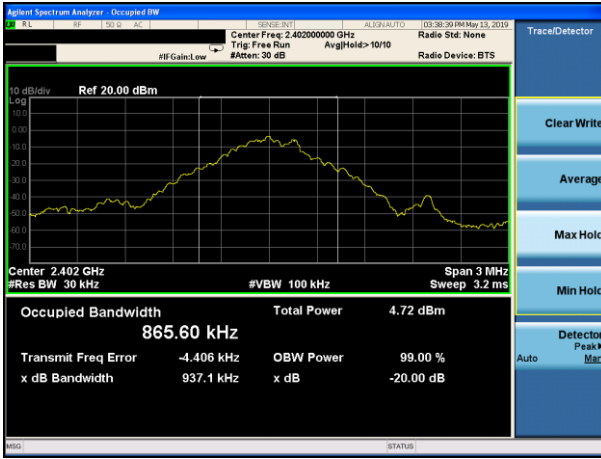 Agilent Spectrum Analyzer - Occupied BW
RL RF 50 Ω AC SENSE:INT ALIGN AUTO 03:38:39 PM May 13, 2019
Center Freq: 2.402000000 GHz Radio Std: None
Trig: Free Run Avg|Hold:> 10/10
#IFGain:Low #Atten: 30 dB Radio Device: BTS
Trace/Detector
10 dB/div Ref 20.00 dBm
Log
10.0
0.00
-10.0
-20.0
-30.0
-40.0
-50.0
-60.0
-70.0
Center 2.402 GHz Span 3 MHz
#Res BW 30 kHz #VBW 100 kHz Sweep 3.2 ms
Occupied Bandwidth Total Power 4.72 dBm
865.60 kHz
Transmit Freq Error -4.406 kHz OBW Power 99.00 %
x dB Bandwidth 937.1 kHz x dB -20.00 dB
Clear Write
Average
Max Hold
Min Hold
Detector
Peak
Auto Man
MSG STATUS